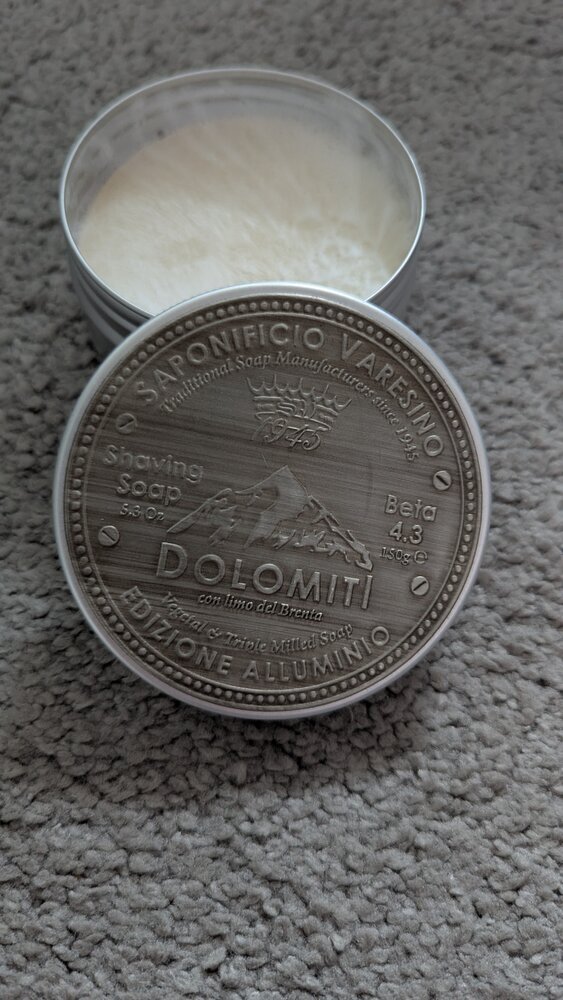 SAPONIFICIO VARESINO
Traditional Soap Manufacturers since 1945
1945
Shaving
Soap
5.3 Oz
Beta
4.3
150g ℮
DOLOMITI
con limo del Brenta
Vegetal & Triple Milled Soap
EDIZIONE ALLUMINIO